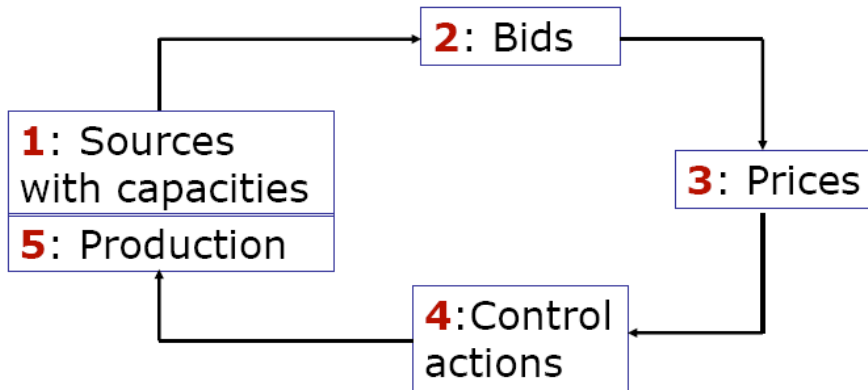 2: Bids
1: Sources
with capacities
3: Prices
5: Production
4:Control
actions